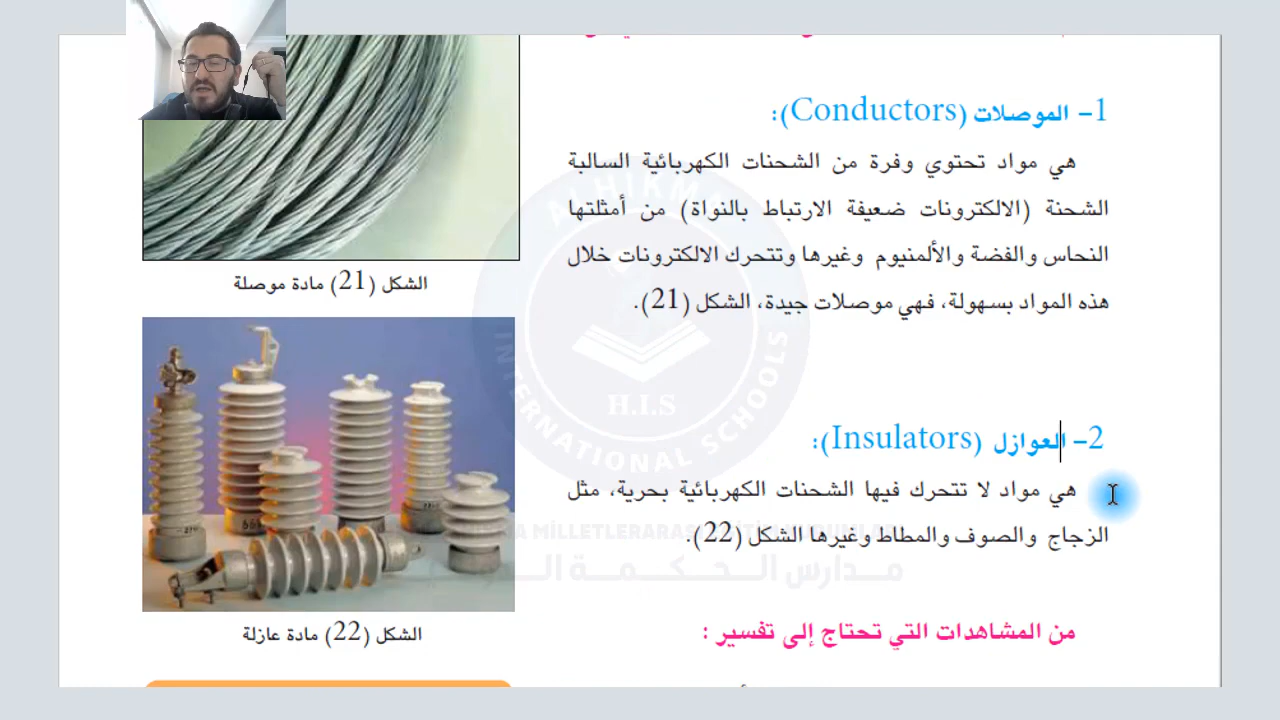 1- الموصلات (Conductors):
هي مواد تحتوي وفرة من الشحنات الكهربائية السالبة
الشحنة (الالكترونات ضعيفة الارتباط بالنواة) من أمثلتها
النحاس والفضة والألمنيوم وغيرها وتتحرك الالكترونات خلال
هذه المواد بسهولة، فهي موصلات جيدة، الشكل (21).
الشكل (21) مادة موصلة
2- العوازل (Insulators):
هي مواد لا تتحرك فيها الشحنات الكهربائية بحرية، مثل
الزجاج والصوف والمطاط وغيرها الشكل (22).
الشكل (22) مادة عازلة
من المشاهدات التي تحتاج إلى تفسير :
ALHIKMA
INTERNATIONAL SCHOOLS
H.I.S